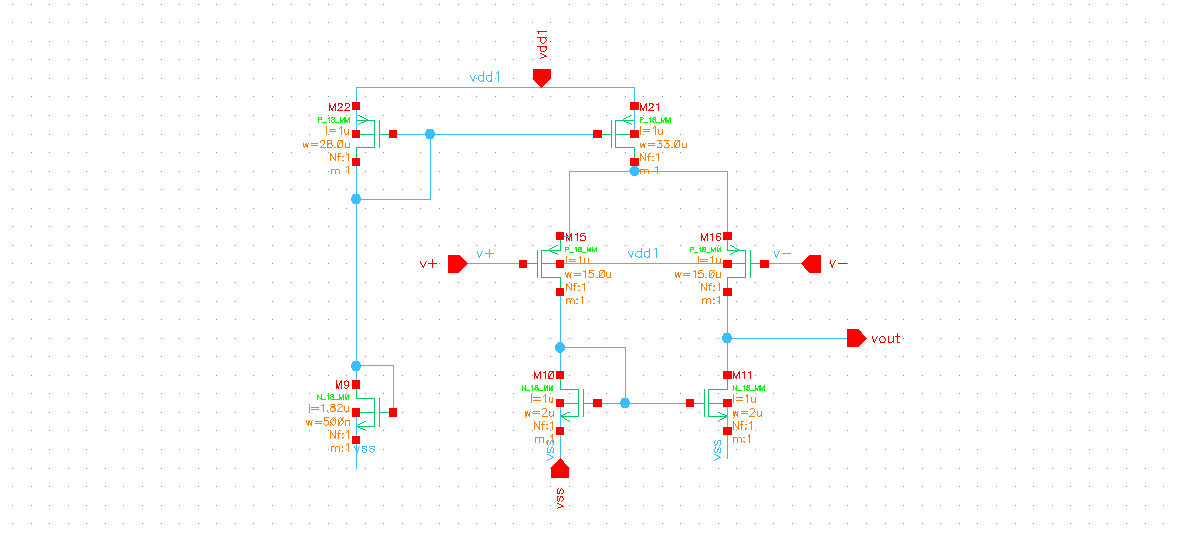 vdd1
vdd1
M22
P_18_MM
l=1u
w=28.0u
Nf:1
m:1
M21
P_18_MM
l=1u
w=33.0u
Nf:1
m:1
v+
v+
M15
P_18_MM
l=1u
w=15.0u
Nf:1
m:1
vdd1
M16
P_18_MM
l=1u
w=15.0u
Nf:1
m:1
v-
v-
vout
M9
N_18_MM
l=1.82u
w=500n
Nf:1
m:1
vss
M10
N_18_MM
l=1u
w=2u
Nf:1
m:1
vss
vss
M11
N_18_MM
l=1u
w=2u
Nf:1
m:1
vss